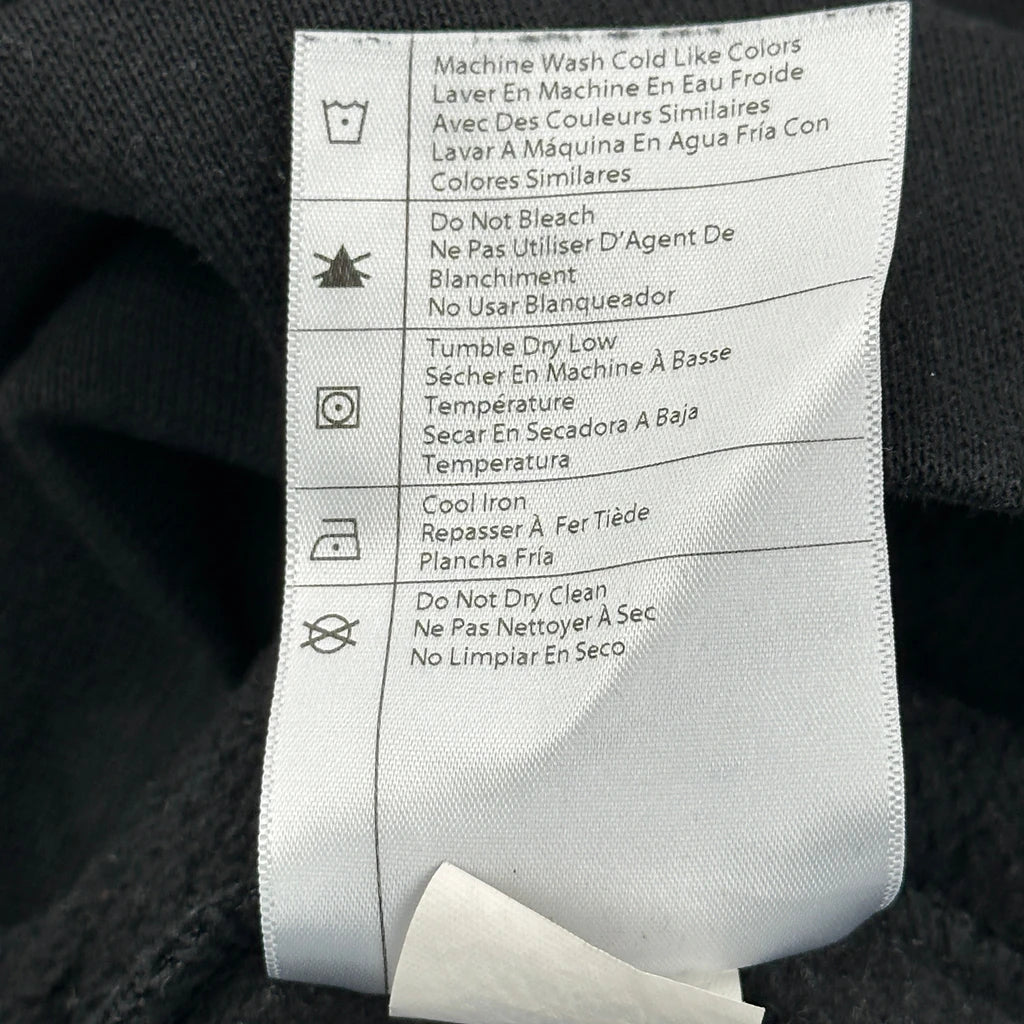 Machine Wash Cold Like Colors
Laver En Machine En Eau Froide
Avec Des Couleurs Similaires
Lavar A Máquina En Agua Fría Con
Colores Similares
Do Not Bleach
Ne Pas Utiliser D'Agent De
Blanchiment
No Usar Blanqueador
Tumble Dry Low
Sécher En Machine À Basse
Température
Secar En Secadora A Baja
Temperatura
Cool Iron
Repasser À Fer Tiède
Plancha Fría
Do Not Dry Clean
Ne Pas Nettoyer À Sec
No Limpiar En Seco